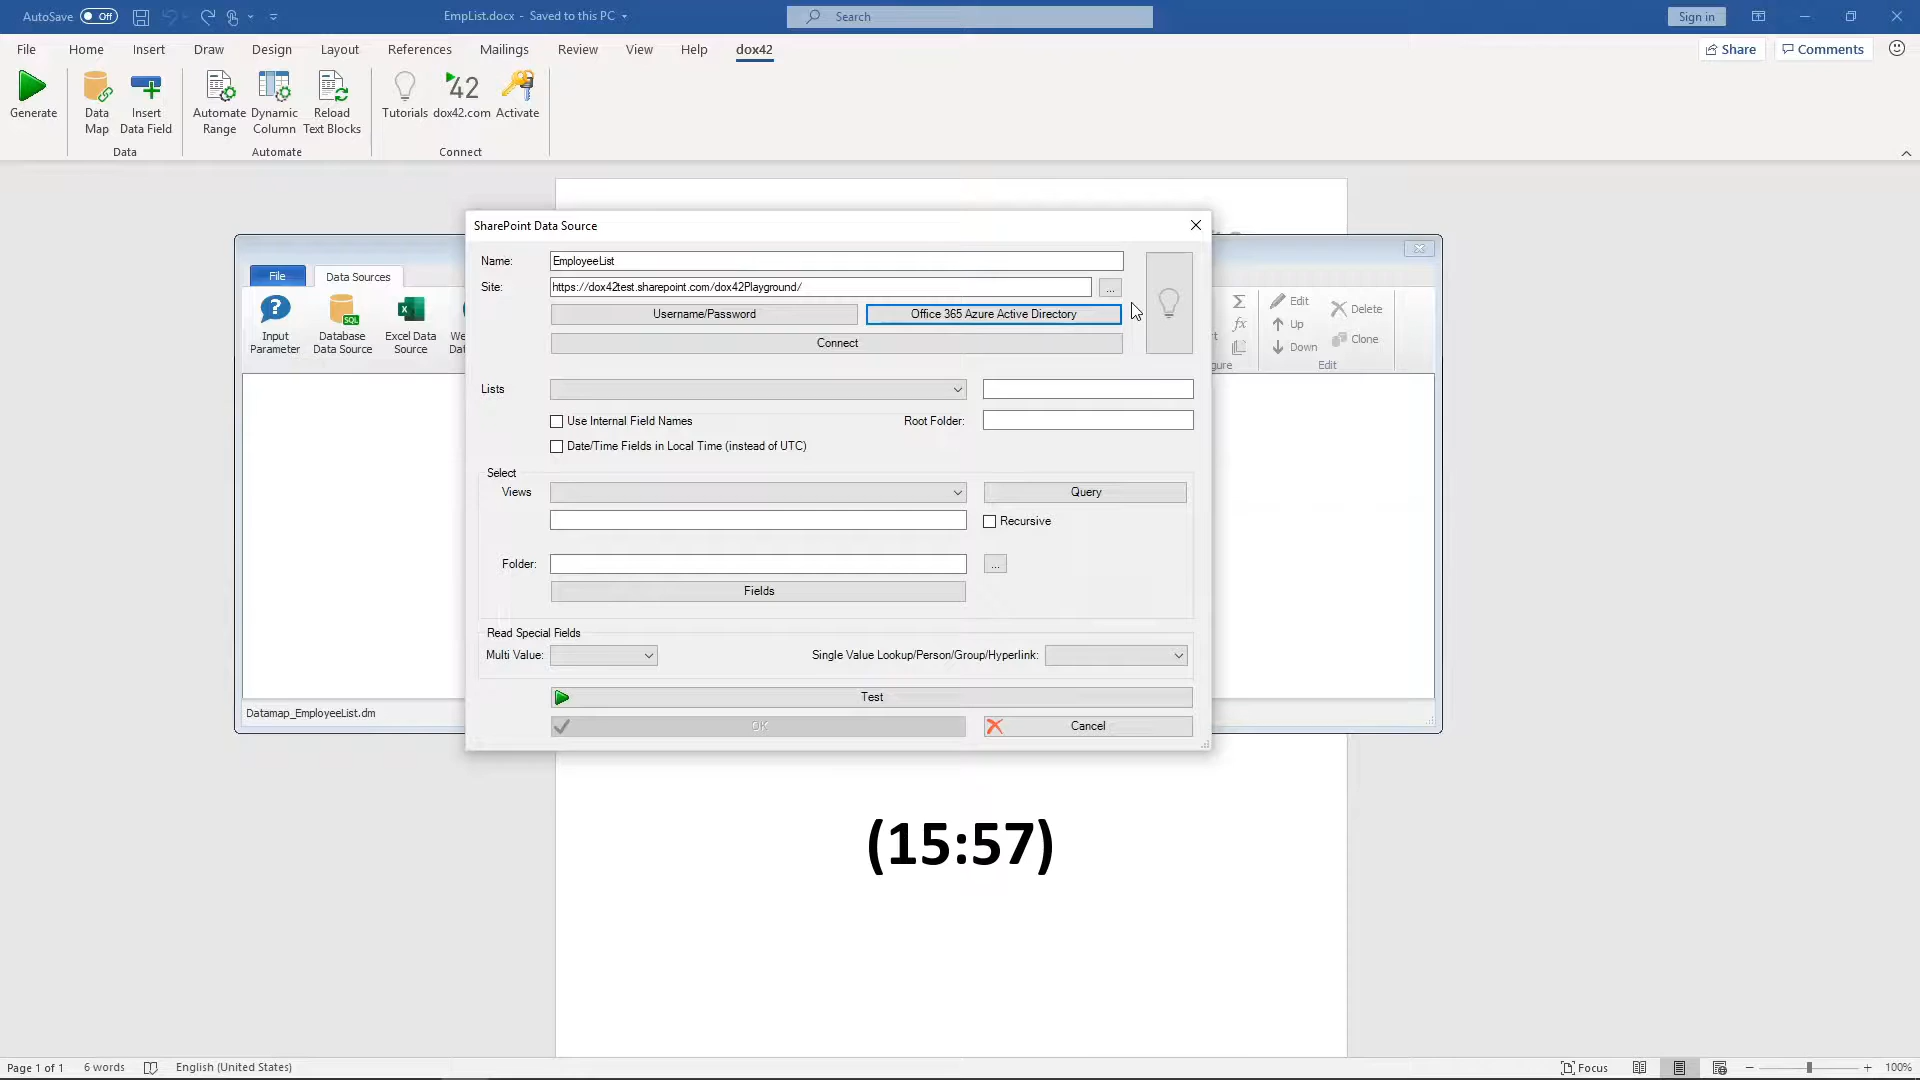 AutoSave Off
EmpList.docx - Saved to this PC
Search
Sign in
File Home Insert Draw Design Layout References Mailings Review View Help dox42
Share Comments
Generate
Data Map
Insert Data Field
Automate Range
Dynamic Column
Reload Text Blocks
Tutorials
42
dox42.com
Activate
Data Automate Connect
SharePoint Data Source
Name: EmployeeList
Site: https://dox42test.sharepoint.com/dox42Playground/ ...
Username/Password Office 365 Azure Active Directory
Connect
Lists
Use Internal Field Names Root Folder:
Date/Time Fields in Local Time (instead of UTC)
Select
Views Query
Recursive
Folder: ...
Fields
Read Special Fields
Multi Value: Single Value Lookup/Person/Group/Hyperlink:
Test
OK Cancel
File Data Sources
Input Parameter
SQL
Database Data Source
Excel Data Source
Edit Delete
Up Clone
Down
Edit
Datamap_EmployeeList.dm
(15:57)
Page 1 of 1 6 words English (United States) Focus 100%